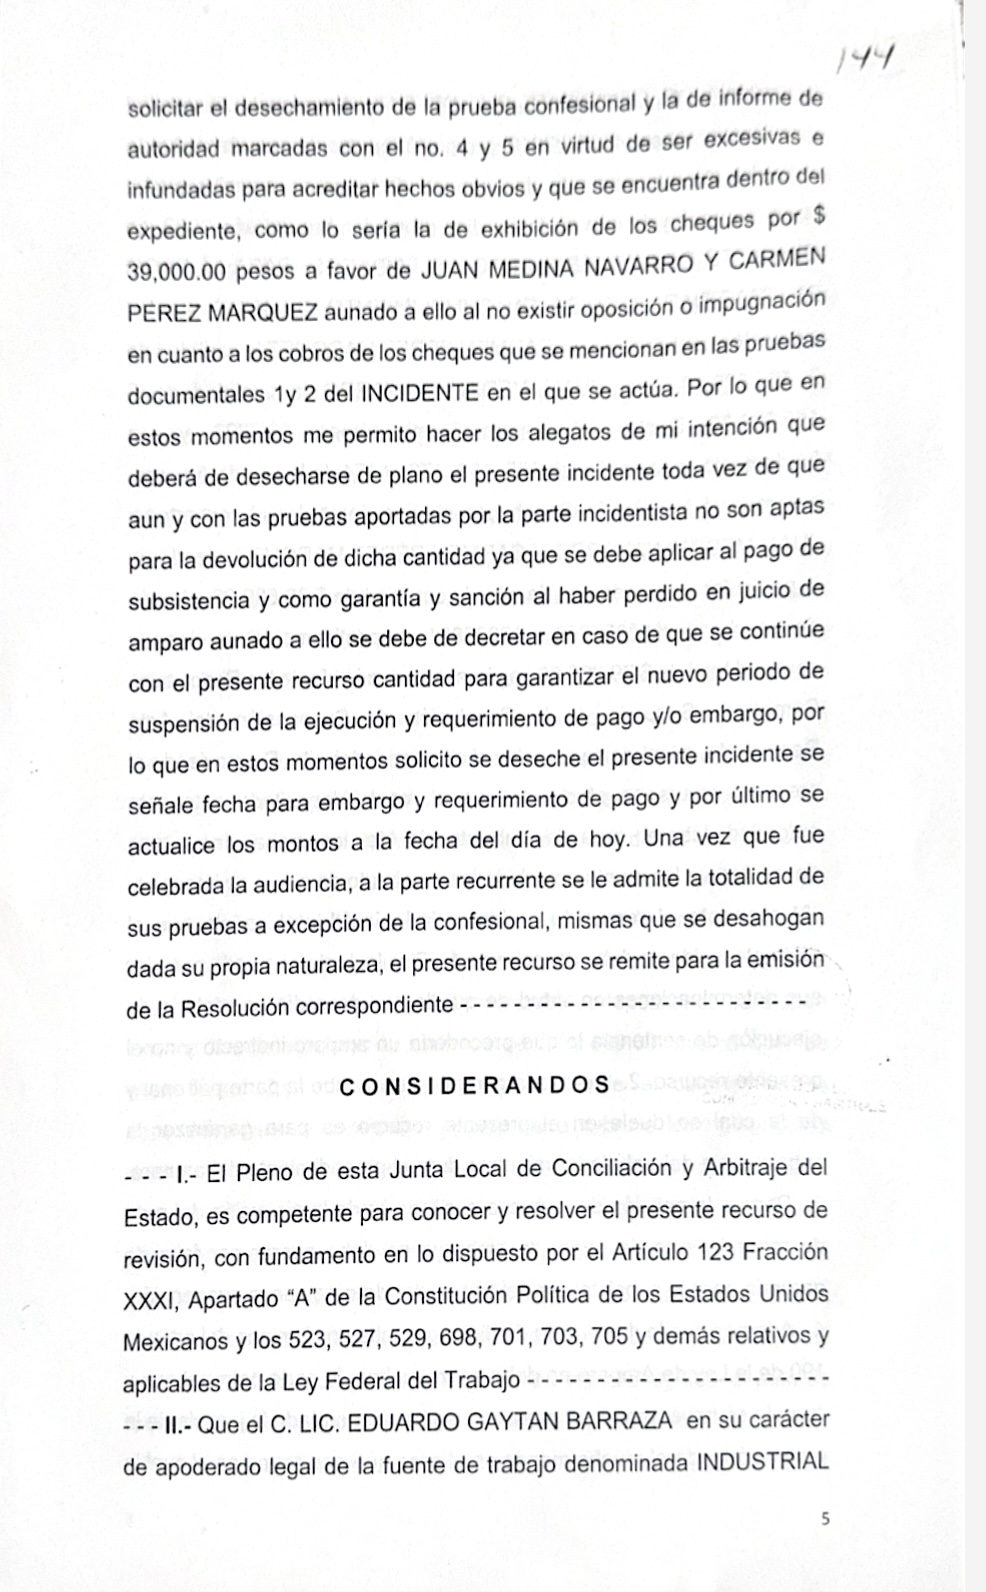 144
solicitar el desechamiento de la prueba confesional y la de informe de
autoridad marcadas con el no. 4 y 5 en virtud de ser excesivas e
infundadas para acreditar hechos obvios y que se encuentra dentro del
expediente, como lo sería la de exhibición de los cheques por $
39,000.00 pesos a favor de JUAN MEDINA NAVARRO Y CARMEN
PEREZ MARQUEZ aunado a ello al no existir oposición o impugnación
en cuanto a los cobros de los cheques que se mencionan en las pruebas
documentales 1y 2 del INCIDENTE en el que se actúa. Por lo que en
estos momentos me permito hacer los alegatos de mi intención que
deberá de desecharse de plano el presente incidente toda vez de que
aun y con las pruebas aportadas por la parte incidentista no son aptas
para la devolución de dicha cantidad ya que se debe aplicar al pago de
subsistencia y como garantía y sanción al haber perdido en juicio de
amparo aunado a ello se debe de decretar en caso de que se continúe
con el presente recurso cantidad para garantizar el nuevo periodo de
suspensión de la ejecución y requerimiento de pago y/o embargo, por
lo que en estos momentos solicito se deseche el presente incidente se
señale fecha para embargo y requerimiento de pago y por último se
actualice los montos a la fecha del día de hoy. Una vez que fue
celebrada la audiencia, a la parte recurrente se le admite la totalidad de
sus pruebas a excepción de la confesional, mismas que se desahogan
dada su propia naturaleza, el presente recurso se remite para la emisión
de la Resolución correspondiente - - - - - - - - - - - - - - - - - - - - - - - - - -
C O N S I D E R A N D O S
- - - I.- El Pleno de esta Junta Local de Conciliación y Arbitraje del
Estado, es competente para conocer y resolver el presente recurso de
revisión, con fundamento en lo dispuesto por el Artículo 123 Fracción
XXXI, Apartado “A” de la Constitución Política de los Estados Unidos
Mexicanos y los 523, 527, 529, 698, 701, 703, 705 y demás relativos y
aplicables de la Ley Federal del Trabajo - - - - - - - - - - - - - - - - - - - - - -
- - - II.- Que el C. LIC. EDUARDO GAYTAN BARRAZA en su carácter
de apoderado legal de la fuente de trabajo denominada INDUSTRIAL
5